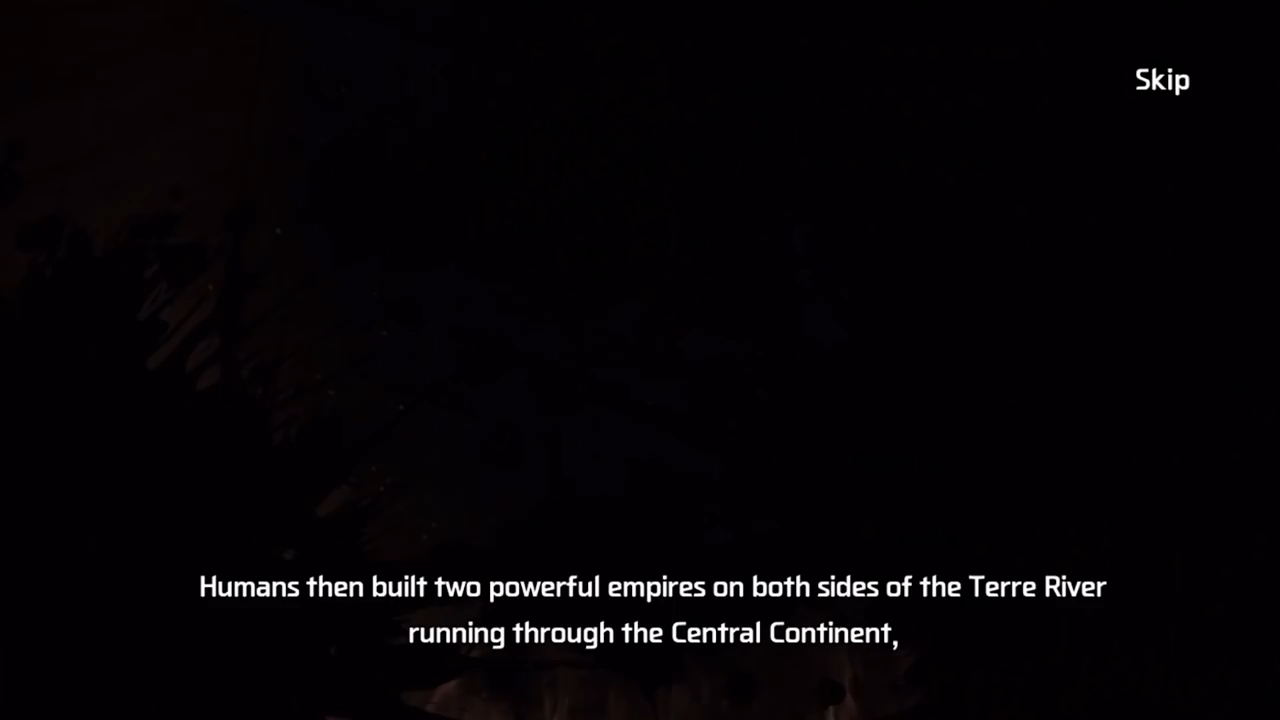 Skip
Humans then built two powerful empires on both sides of the Terre River
running through the Central Continent,